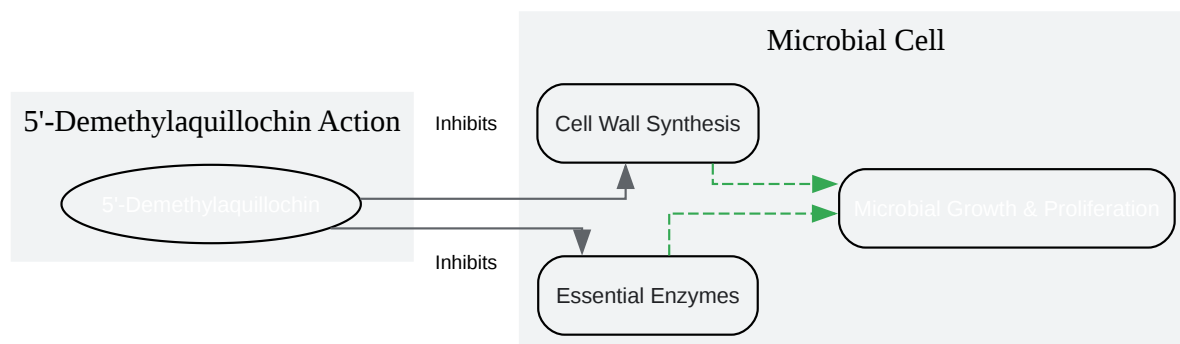 Microbial Cell
5'-Demethylaquillochin Action
Inhibits
Cell Wall Synthesis
5'-Demethylaquillochin
Microbial Growth & Proliferation
Inhibits
Essential Enzymes